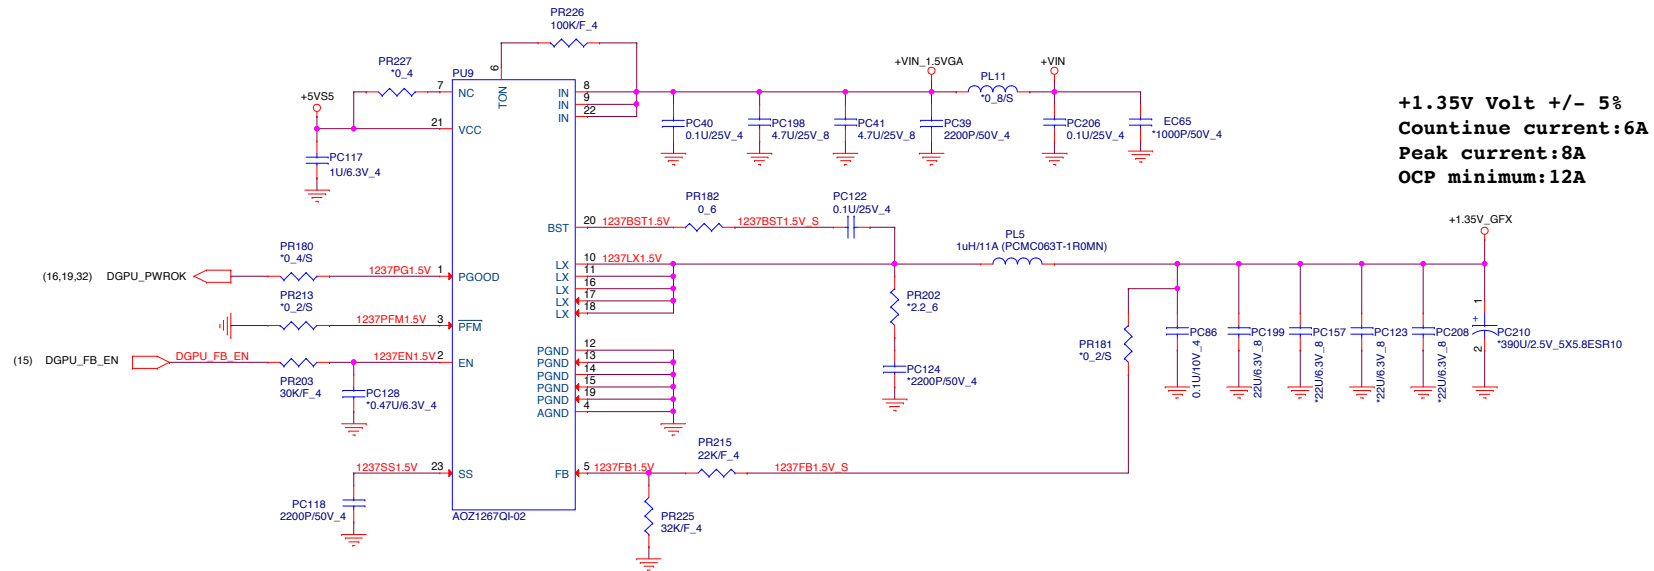 PR226
100K/F_4
PR227
*0_4
+5VS5
PC117
1U/6.3V_4
PU9
6
TON
7
NC
21
VCC
IN
8
IN
9
IN
22
+VIN_1.5VGA
PL11
*0_8/S
+VIN
PC40
0.1U/25V_4
PC198
4.7U/25V_8
PC41
4.7U/25V_8
PC39
2200P/50V_4
PC206
0.1U/25V_4
EC65
*1000P/50V_4
+1.35V Volt +/- 5%
Countinue current:6A
Peak current:8A
OCP minimum:12A
+1.35V_GFX
BST
20
1237BST1.5V
PR182
0_6
1237BST1.5V_S
PC122
0.1U/25V_4
LX
10
1237LX1.5V
LX
11
LX
16
LX
17
LX
18
PL5
1uH/11A (PCMC063T-1R0MN)
PR202
*2.2_6
PC124
*2200P/50V_4
(16,19,32)
DGPU_PWROK
PR180
*0_4/S
1237PG1.5V
1
PGOOD
PR213
*0_2/S
1237PFM1.5V
3
PFM
(15)
DGPU_FB_EN
DGPU_FB_EN
PR203
30K/F_4
1237EN1.5V
2
EN
PC128
*0.47U/6.3V_4
PGND
12
PGND
13
PGND
14
PGND
15
PGND
19
AGND
4
1237SS1.5V
23
SS
PC118
2200P/50V_4
AOZ1267QI-02
FB
5
1237FB1.5V
PR215
22K/F_4
1237FB1.5V_S
PR225
32K/F_4
PR181
*0_2/S
PC86
0.1U/10V_4
PC199
22U/6.3V_8
PC157
*22U/6.3V_8
PC123
*22U/6.3V_8
PC208
*22U/6.3V_8
1
+
2
PC210
*390U/2.5V_5X5.8ESR10